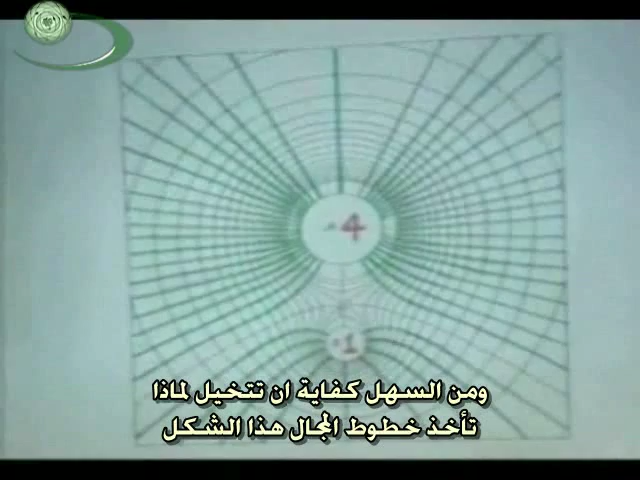 -4
-1
ومن السهل كفاية ان تتخيل لماذا
تأخذ خطوط المجال هذا الشكل